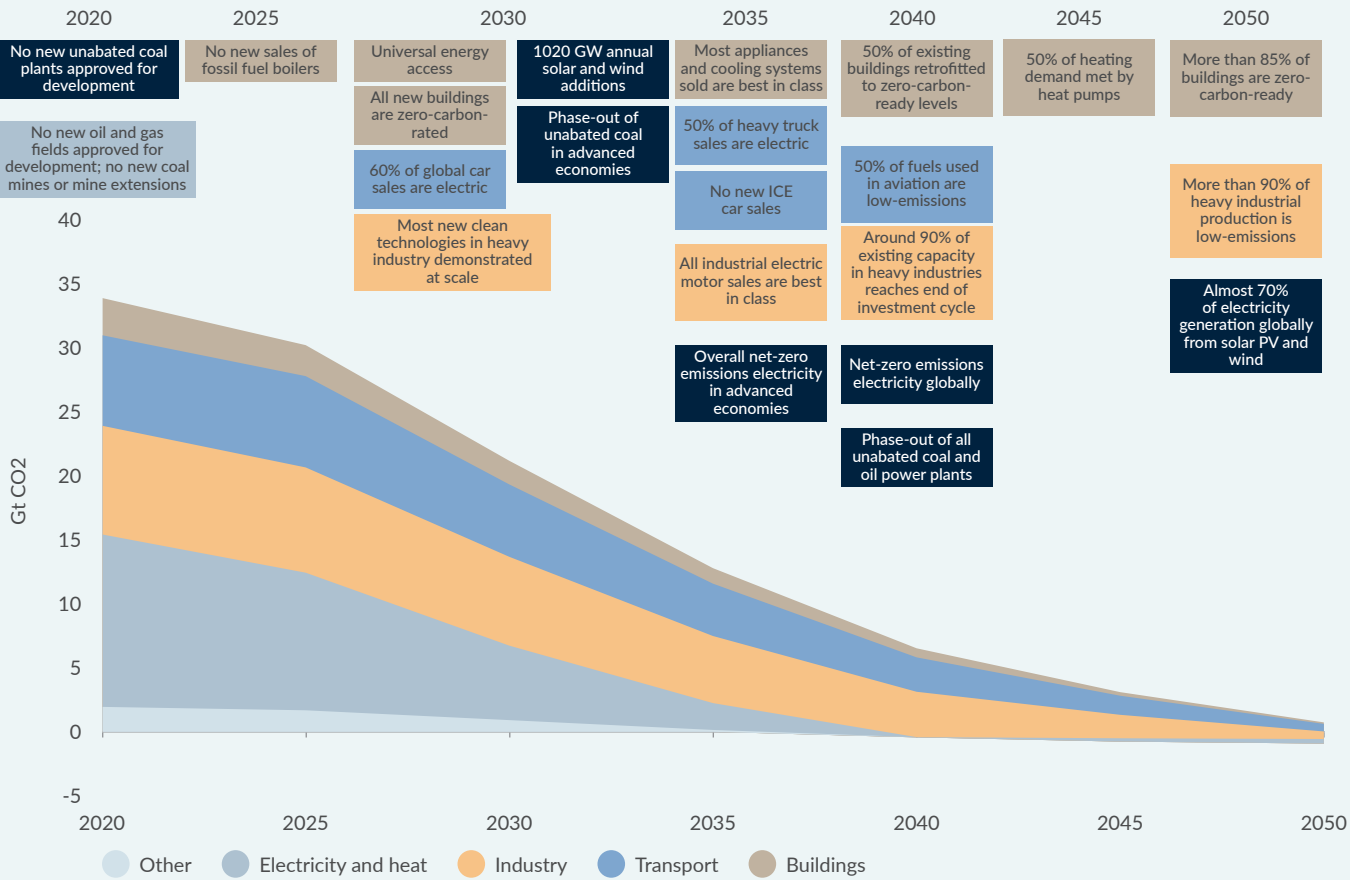 2020
2025
2030
2035
2040
2045
2050
No new unabated coal
plants approved for
development
No new oil and gas
fields approved for
development; no new coal
mines or mine extensions
No new sales of
fossil fuel boilers
Universal energy
access
All new buildings
are zero-carbon-
rated
60% of global car
sales are electric
Most new clean
technologies in heavy
industry demonstrated
at scale
1020 GW annual
solar and wind
additions
Phase-out of
unabated coal
in advanced
economies
Most appliances
and cooling systems
sold are best in class
50% of heavy truck
sales are electric
No new ICE
car sales
All industrial electric
motor sales are best
in class
Overall net-zero
emissions electricity
in advanced
economies
50% of existing
buildings retrofitted
to zero-carbon-
ready levels
50% of fuels used
in aviation are
low-emissions
Around 90% of
existing capacity
in heavy industries
reaches end of
investment cycle
Net-zero emissions
electricity globally
Phase-out of all
unabated coal and
oil power plants
50% of heating
demand met by
heat pumps
More than 85% of
buildings are zero-
carbon-ready
More than 90% of
heavy industrial
production is
low-emissions
Almost 70%
of electricity
generation globally
from solar PV and
wind
Gt CO2
40
35
30
25
20
15
10
5
0
-5
2020
2025
2030
2035
2040
2045
2050
Other
Electricity and heat
Industry
Transport
Buildings